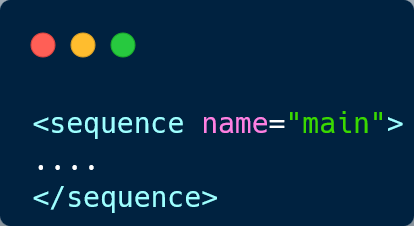 <sequence name="main">
....
</sequence>